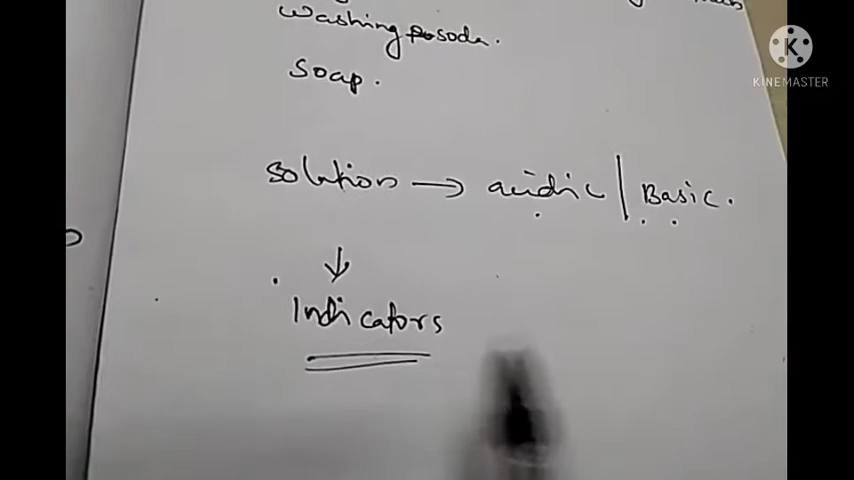 washing soda.
Soap.
Solution → acidic | Basic.
↓
Indicators
K
KINEMASTER